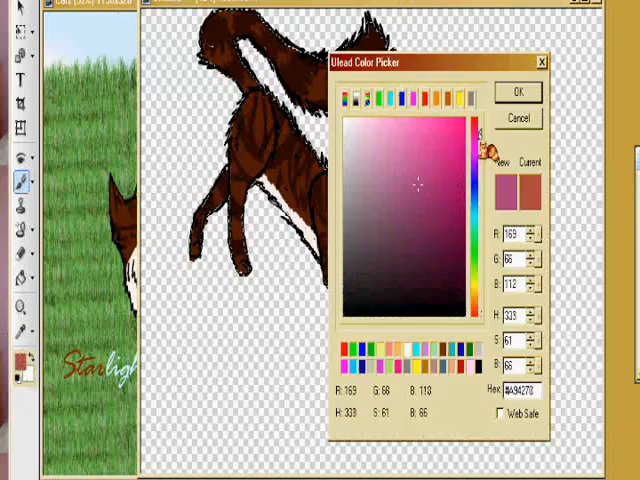 Ulead Color Picker
OK
Cancel
New
Current
R: 169
G: 66
B: 112
H: 333
S: 61
B: 66
R: 169 G: 68 B: 118
H: 339 S: 61 B: 66
Hex: #A94278
Web Safe
Starligh
T